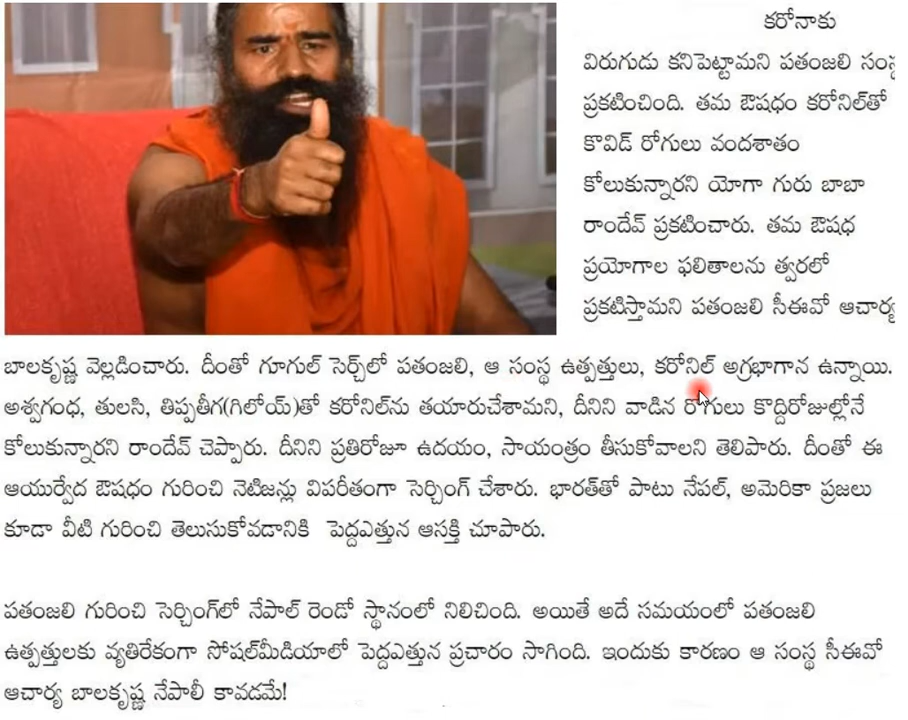 కరోనాకు
విరుగుడు కనిపెట్టామని పతంజలి
ప్రకటించింది. తమ ఔషధం కరోనిల్‌తో
కొవిడ్ రోగులు వందశాతం
కోలుకున్నారని యోగా గురు బాబా
రాందేవ్ ప్రకటించారు. తమ ఔషధ
ప్రయోగాల ఫలితాలను త్వరలో
ప్రకటిస్తామని పతంజలి సీఈవో ఆచార్య
బాలకృష్ణ వెల్లడించారు. దీంతో గూగుల్ సెర్చ్‌లో పతంజలి, ఆ సంస్థ ఉత్పత్తులు, కరోనిల్ అగ్రభాగాన ఉన్నాయి.
అశ్వగంధ, తులసి, తిప్పతీగ(గిలోయ్)తో కరోనిల్‌ను తయారుచేశామని, దీనిని వాడిన రోగులు కొద్దిరోజుల్లోనే
కోలుకున్నారని రాందేవ్ చెప్పారు. దీనిని ప్రతిరోజూ ఉదయం, సాయంత్రం తీసుకోవాలని తెలిపారు. దీంతో ఈ
ఆయుర్వేద ఔషధం గురించి నెటిజన్లు విపరీతంగా సెర్చింగ్ చేశారు. భారత్‌తో పాటు నేపల్, అమెరికా ప్రజలు
కూడా వీటి గురించి తెలుసుకోవడానికి పెద్దఎత్తున ఆసక్తి చూపారు.
పతంజలి గురించి సెర్చింగ్‌లో నేపాల్ రెండో స్థానంలో నిలిచింది. అయితే అదే సమయంలో పతంజలి
ఉత్పత్తులకు వ్యతిరేకంగా సోషల్‌మీడియాలో పెద్దఎత్తున ప్రచారం సాగింది. ఇందుకు కారణం ఆ సంస్థ సీఈవో
ఆచార్య బాలకృష్ణ నేపాలీ కావడమే!